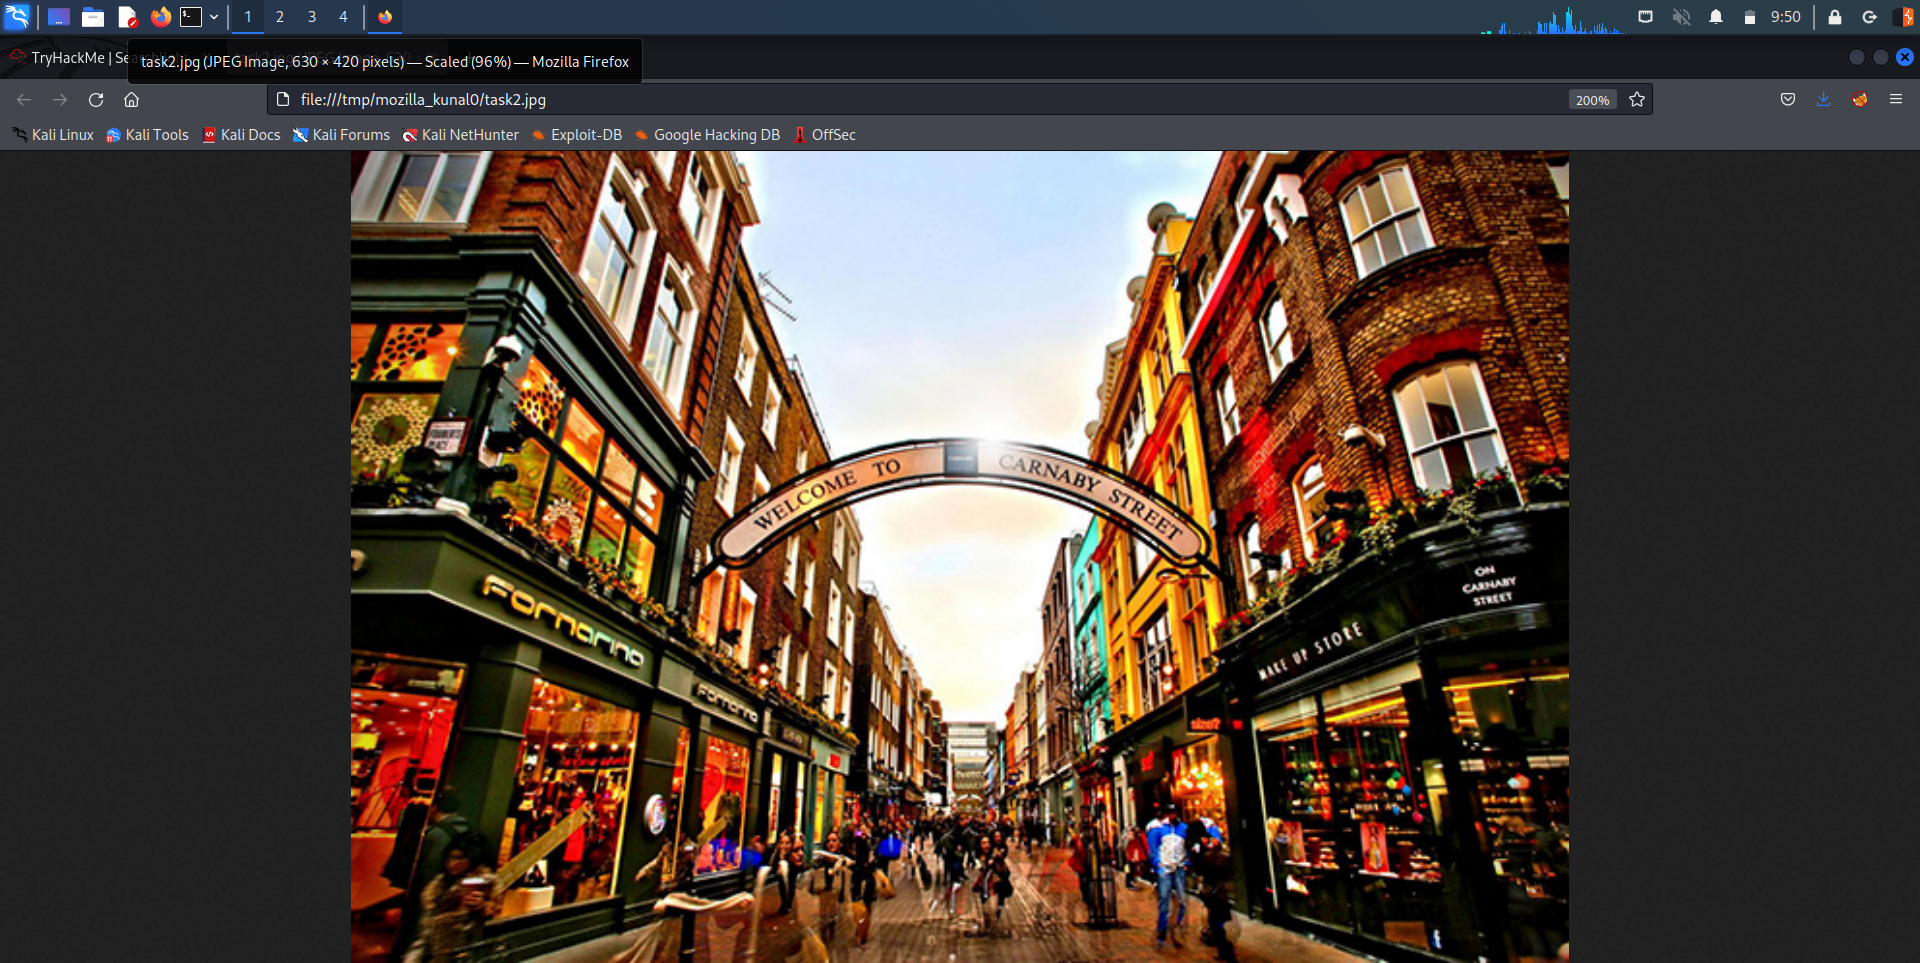 1 2 3 4 9:50
TryHackMe | Sea
task2.jpg (JPEG Image, 630 × 420 pixels) — Scaled (96%) — Mozilla Firefox
file:///tmp/mozilla_kunal0/task2.jpg 200%
Kali Linux Kali Tools Kali Docs Kali Forums Kali NetHunter Exploit-DB Google Hacking DB OffSec
WELCOME TO CARNABY STREET
ON
CARNABY
STREET
FORNARINA
MAKE UP STORE
FORNARINA
size?